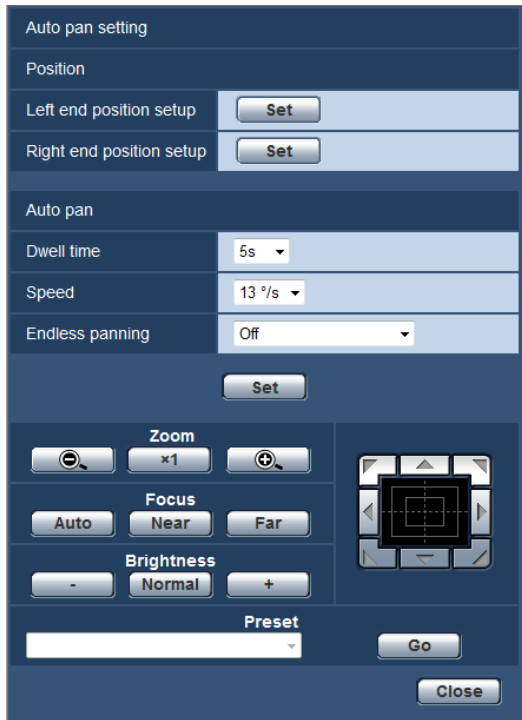 Auto pan setting
Position
Left end position setup Set
Right end position setup Set
Auto pan
Dwell time 5s
Speed 13 °/s
Endless panning Off
Set
Zoom
×1
Focus
Auto Near Far
Brightness
- Normal +
Preset
Go
Close